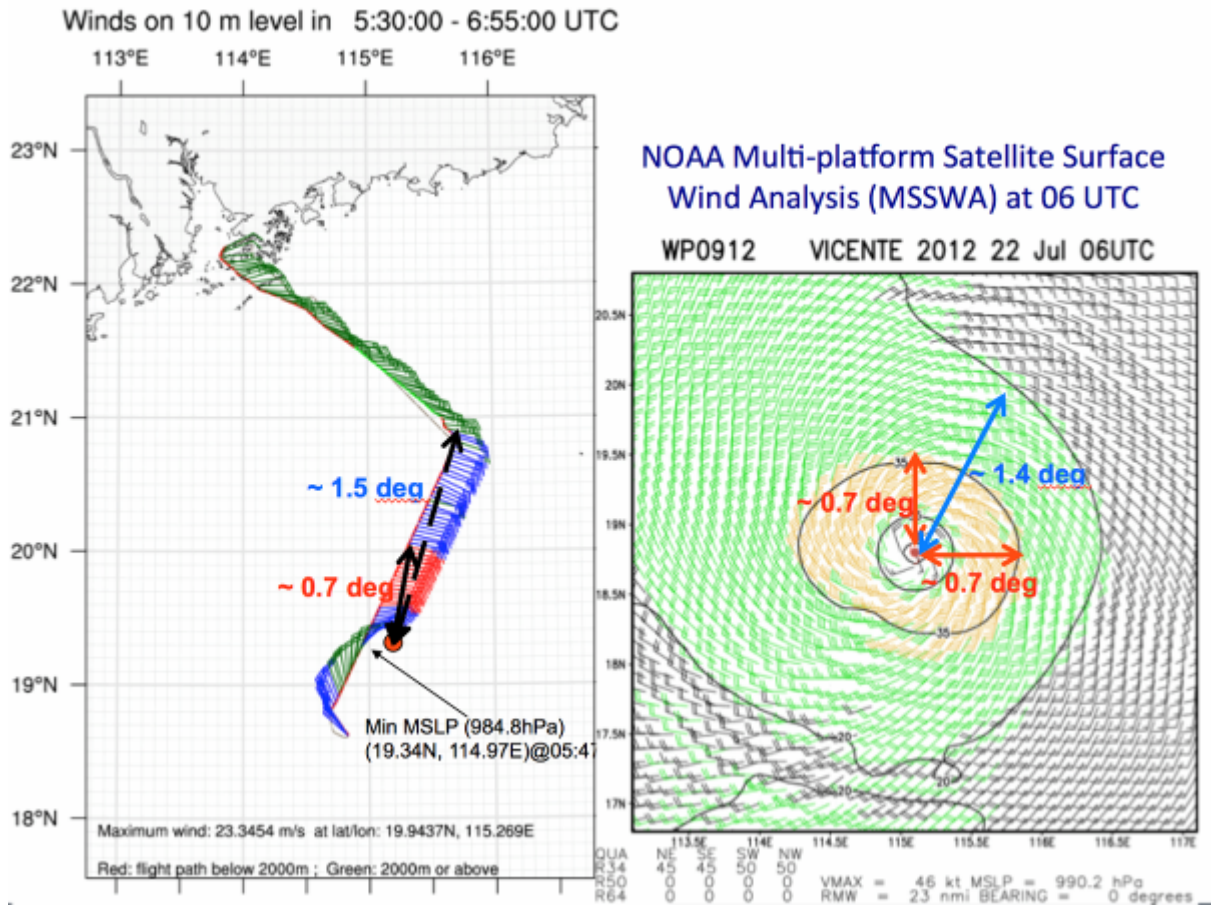 Winds on 10 m level in 5:30:00 - 6:55:00 UTC
113°E 114°E 115°E 116°E
23°N
22°N
21°N
20°N
19°N
18°N
~ 1.5 deg
~ 0.7 deg
Min MSLP (984.8hPa)
(19.34N, 114.97E)@05:47
Maximum wind: 23.3454 m/s at lat/lon: 19.9437N, 115.269E
Red: flight path below 2000m ; Green: 2000m or above
NOAA Multi-platform Satellite Surface
Wind Analysis (MSSWA) at 06 UTC
WP0912 VICENTE 2012 22 Jul 06UTC
20.5N
20N
19.5N
19N
18.5N
18N
17.5N
17N
35
~ 0.7 deg
~ 1.4 deg
~ 0.7 deg
35
20
20
20
113.5E 114E 114.5E 115E 115.5E 116E 116.5E 117E
QUA NE SE SW NW
R34 45 45 50 50
R50 0 0 0 0 VMAX = 46 kt MSLP = 990.2 hPa
R64 0 0 0 0 RMW = 23 nmi BEARING = 0 degrees